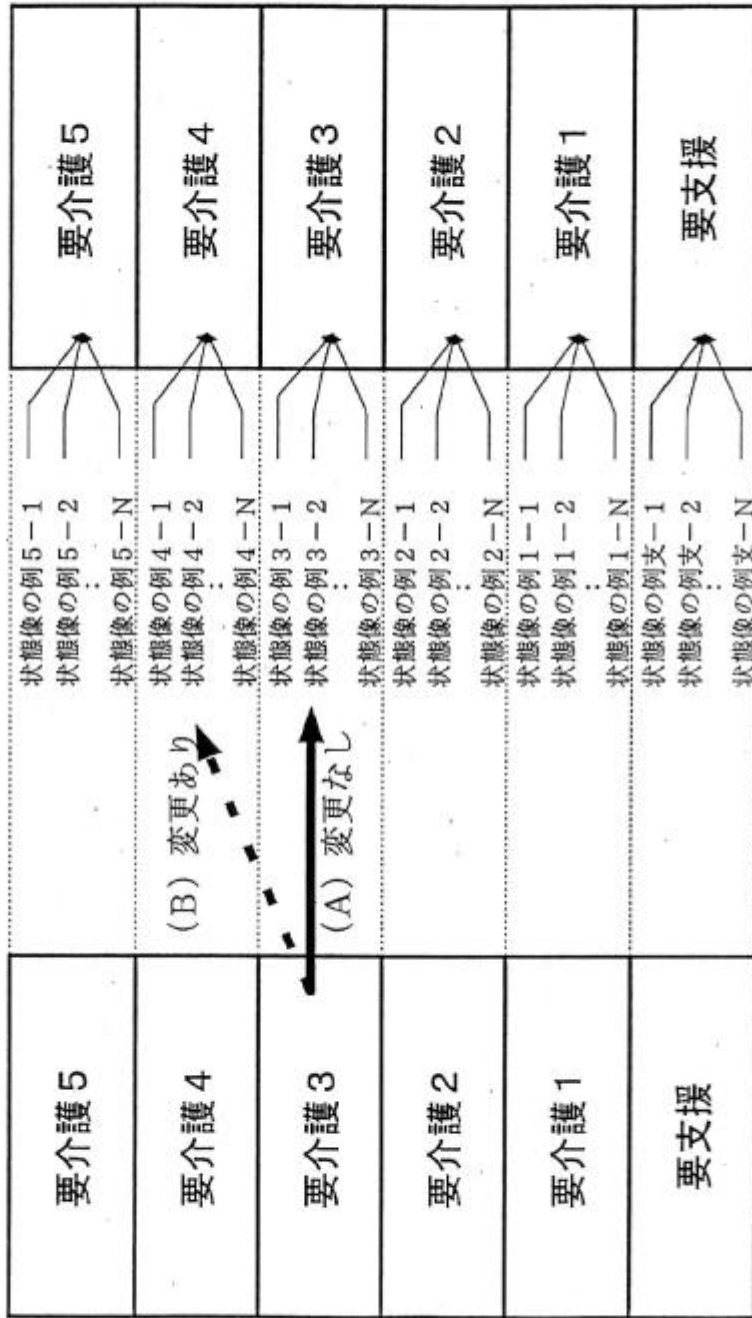 要介護5
要介護4
要介護3
要介護2
要介護1
要支援
(B) 変更あり
(A) 変更なし
状態像の例5－1
状態像の例5－2
:
状態像の例5－N
状態像の例4－1
状態像の例4－2
:
状態像の例4－N
状態像の例3－1
状態像の例3－2
:
状態像の例3－N
状態像の例2－1
状態像の例2－2
:
状態像の例2－N
状態像の例1－1
状態像の例1－2
:
状態像の例1－N
状態像の例支－1
状態像の例支－2
:
状態像の例支－N
要介護5
要介護4
要介護3
要介護2
要介護1
要支援